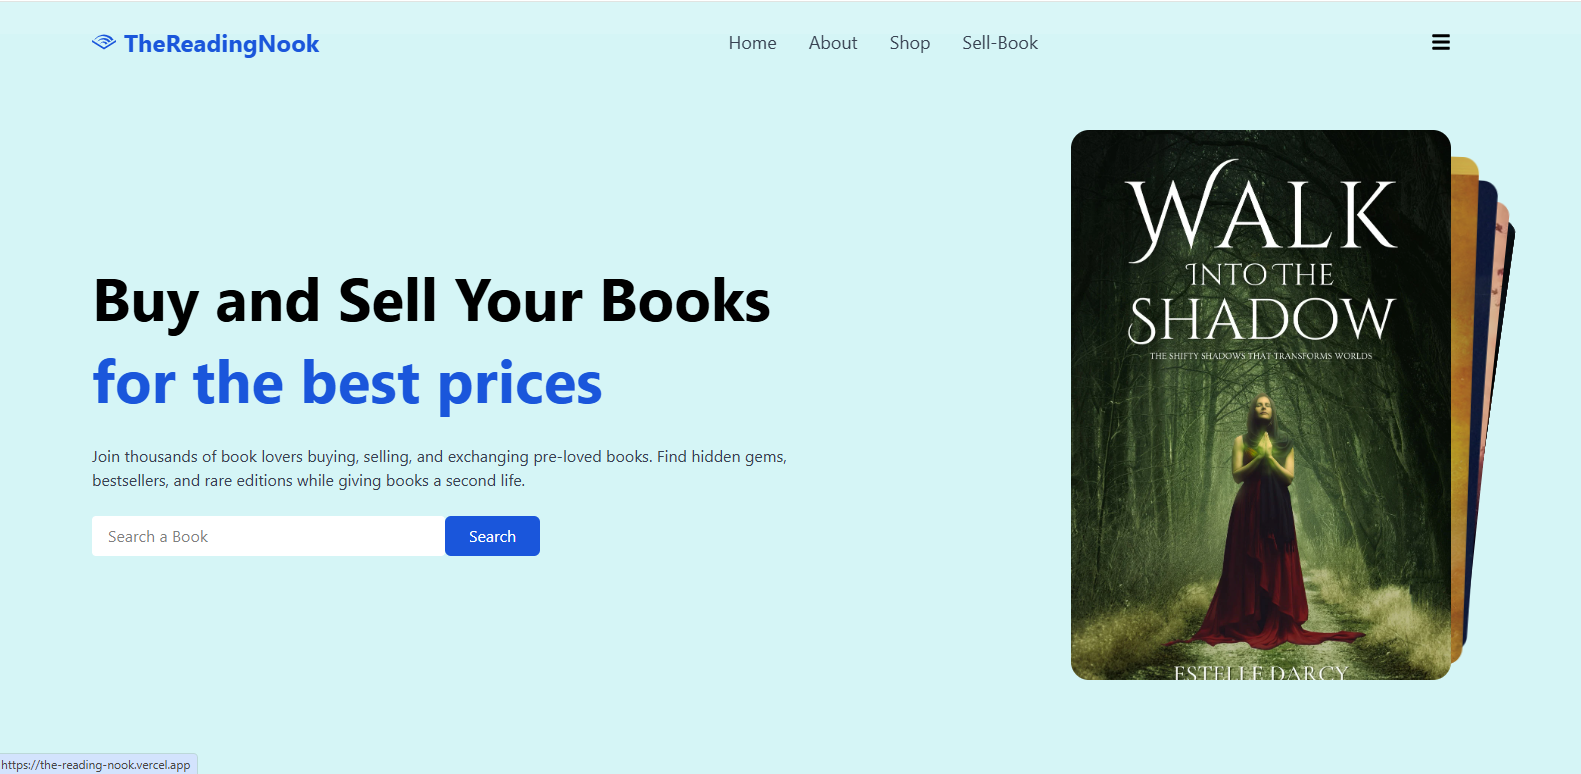 TheReadingNook
Home About Shop Sell-Book
WALK
INTO THE
SHADOW
THE SHIFTY SHADOWS THAT TRANSFORMS WORLDS
ESTELLE DARCY
Buy and Sell Your Books
for the best prices
Join thousands of book lovers buying, selling, and exchanging pre-loved books. Find hidden gems,
bestsellers, and rare editions while giving books a second life.
Search a Book Search
https://the-reading-nook.vercel.app